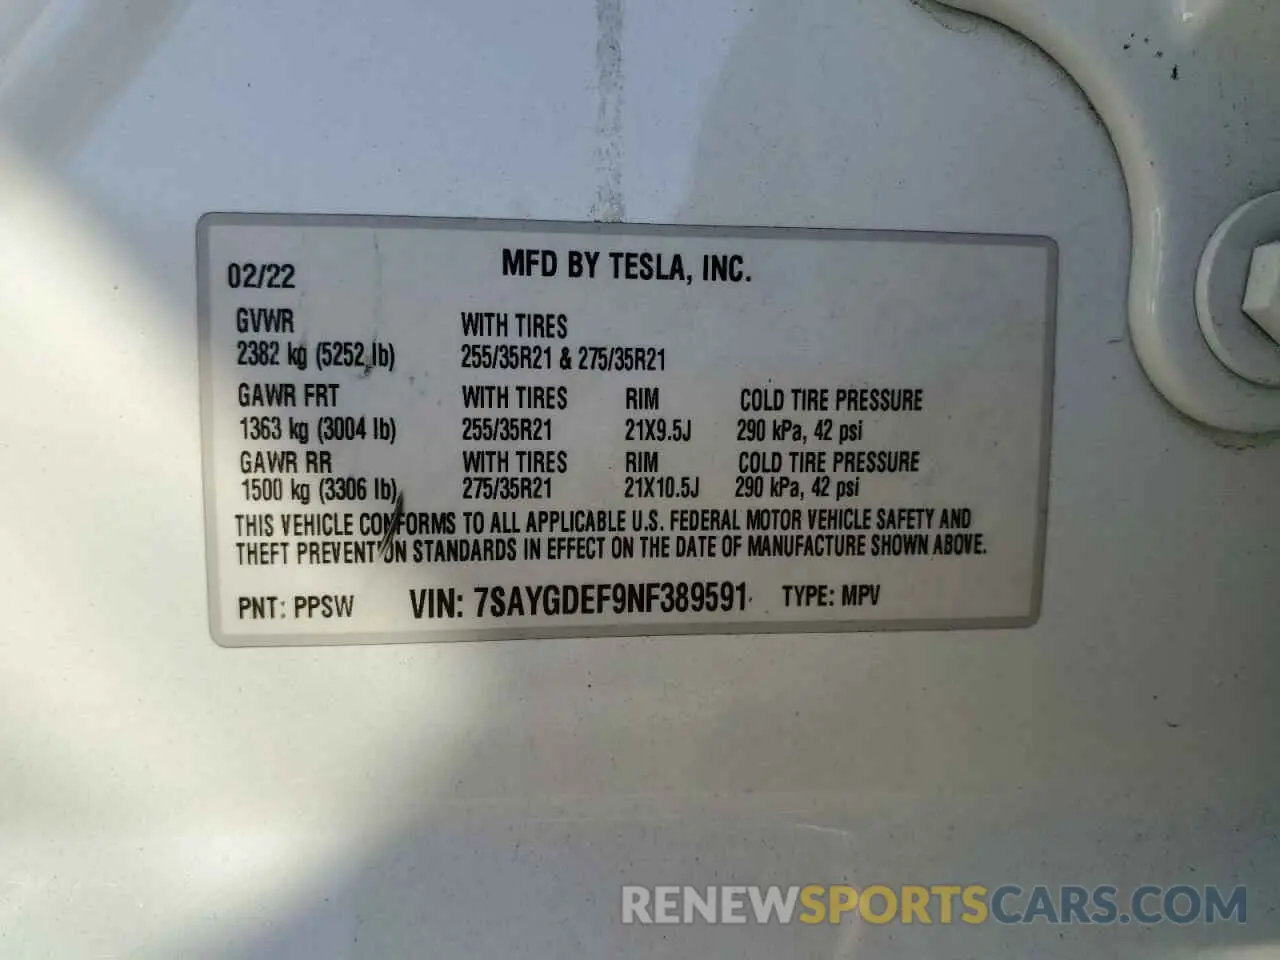 MFD BY TESLA, INC.
02/22
GVWR WITH TIRES
2382 kg (5252 lb) 255/35R21 & 275/35R21
GAWR FRT WITH TIRES RIM COLD TIRE PRESSURE
1363 kg (3004 lb) 255/35R21 21X9.5J 290 kPa, 42 psi
GAWR RR WITH TIRES RIM COLD TIRE PRESSURE
1500 kg (3306 lb) 275/35R21 21X10.5J 290 kPa, 42 psi
THIS VEHICLE CONFORMS TO ALL APPLICABLE U.S. FEDERAL MOTOR VEHICLE SAFETY AND
THEFT PREVENTION STANDARDS IN EFFECT ON THE DATE OF MANUFACTURE SHOWN ABOVE.
PNT: PPSW VIN: 7SAYGDEF9NF389591 TYPE: MPV
RENEWSPORTSCARS.COM